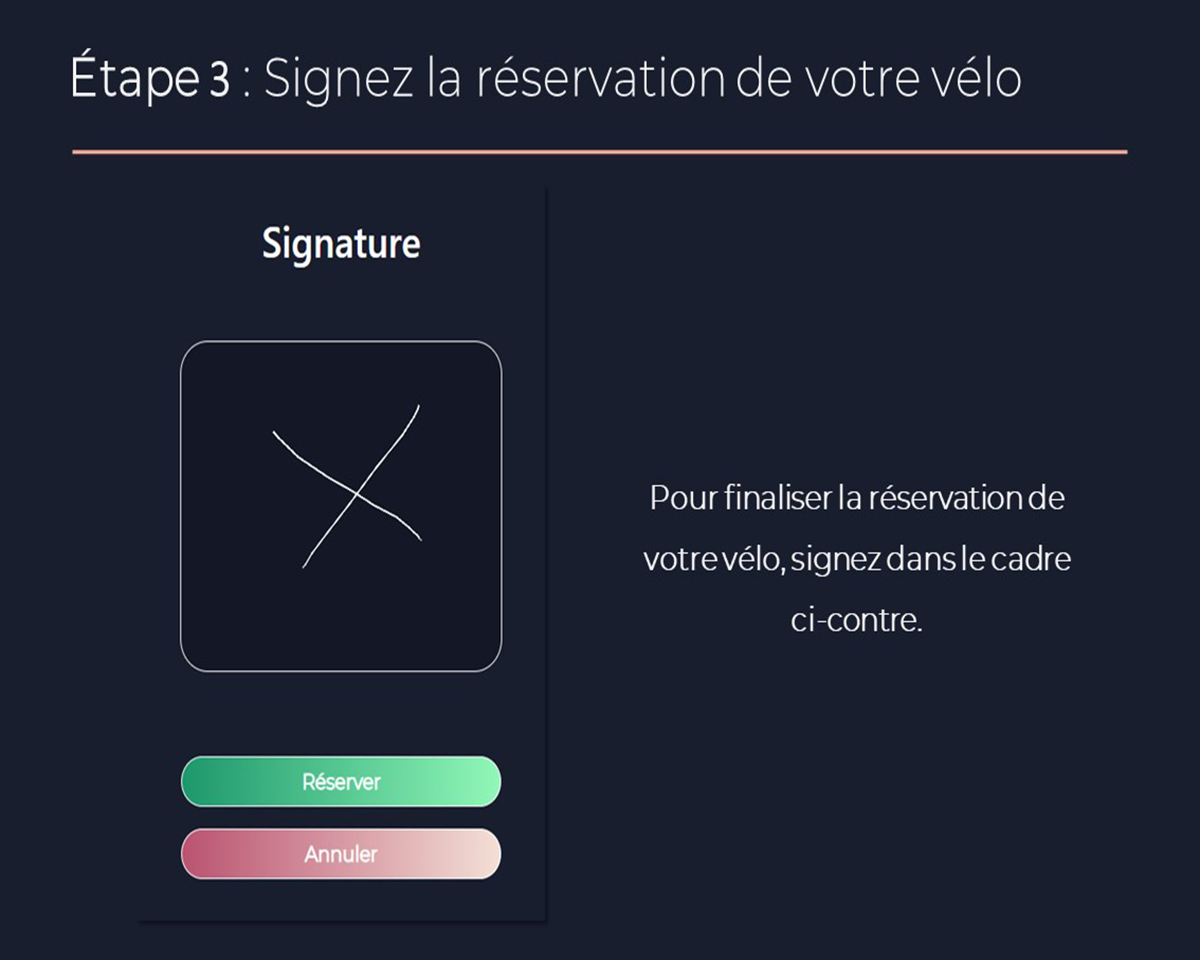 Étape 3 : Signez la réservation de votre vélo
Signature
Pour finaliser la réservation de
votre vélo, signez dans le cadre
ci-contre.
Réserver
Annuler